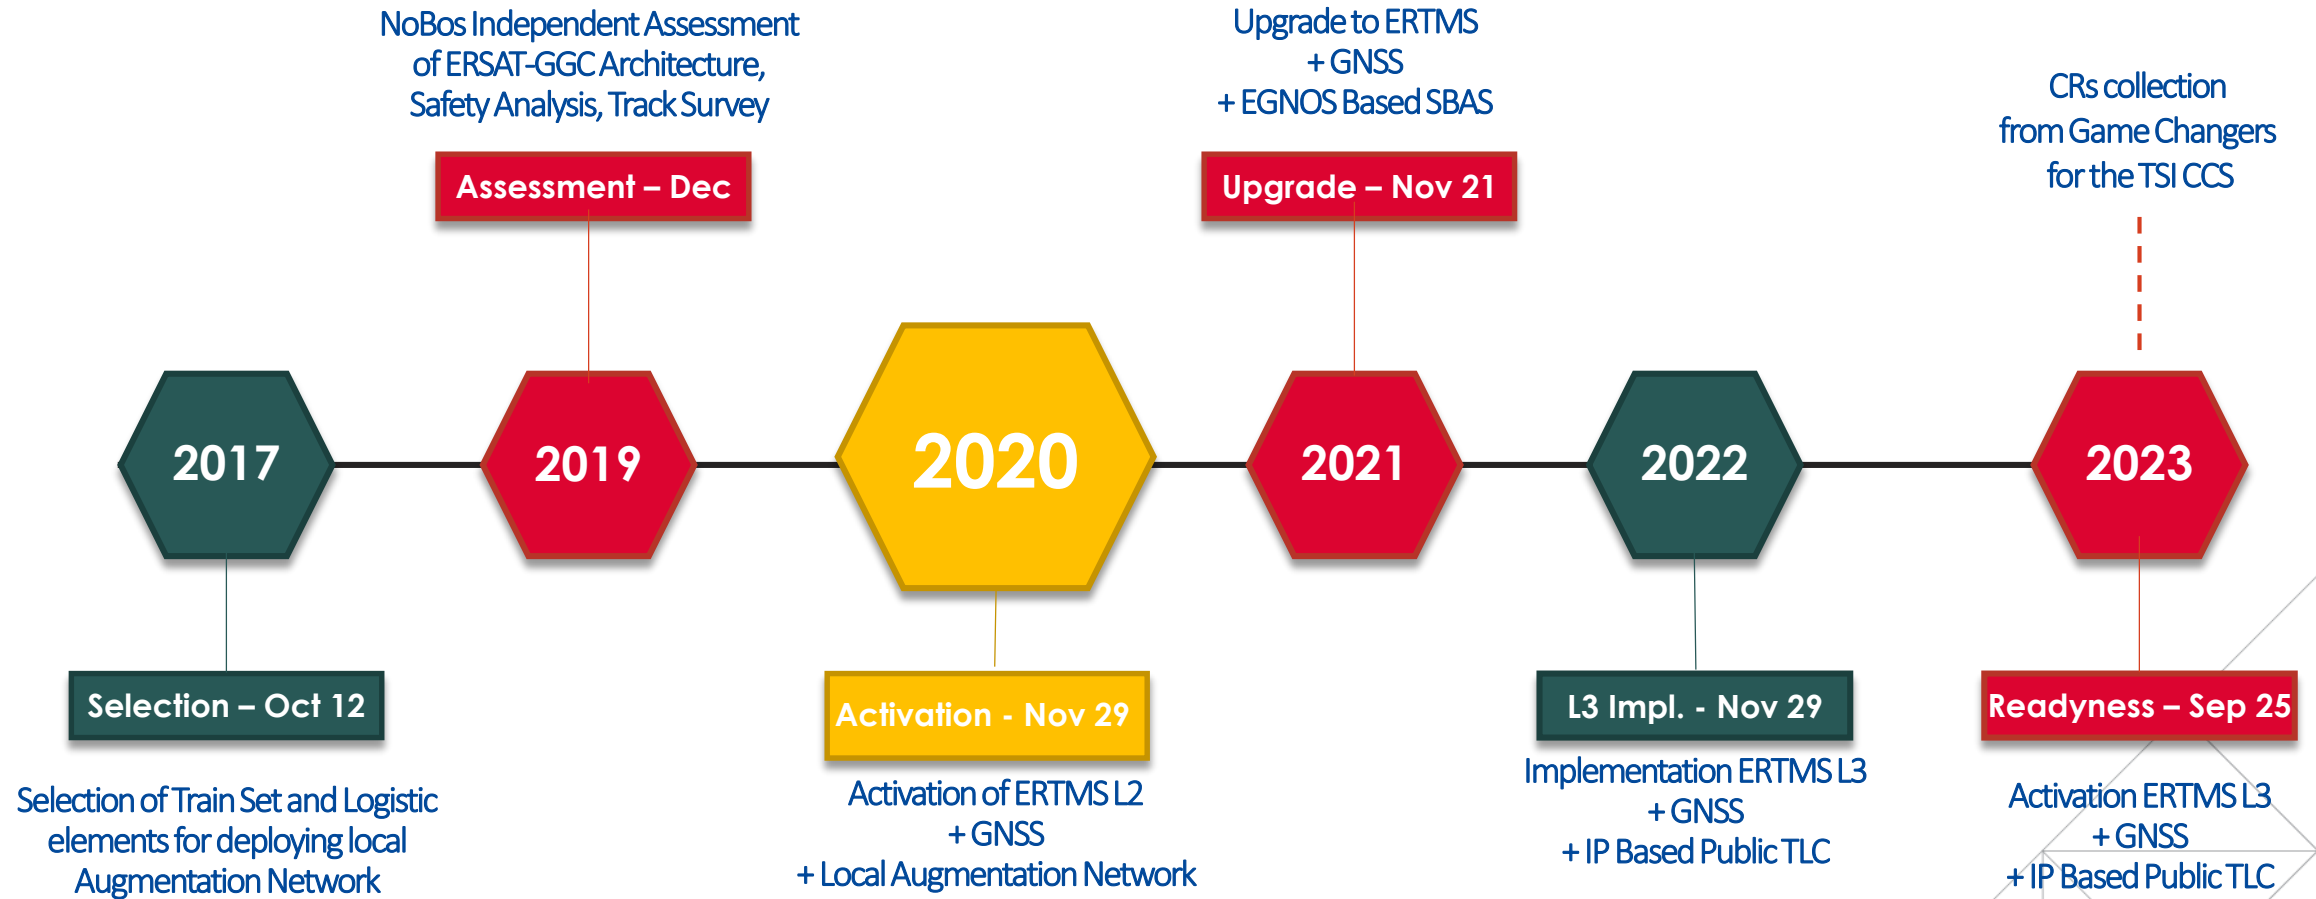 NoBos Independent Assessment
of ERSAT-GGC Architecture,
Safety Analysis, Track Survey
Upgrade to ERTMS
+ GNSS
+ EGNOS Based SBAS
CRs collection
from Game Changers
for the TSI CCS
Assessment – Dec
Upgrade – Nov 21
2017
2019
2020
2021
2022
2023
Selection – Oct 12
Activation - Nov 29
L3 Impl. - Nov 29
Readyness – Sep 25
Selection of Train Set and Logistic
elements for deploying local
Augmentation Network
Activation of ERTMS L2
+ GNSS
+ Local Augmentation Network
Implementation ERTMS L3
+ GNSS
+ IP Based Public TLC
Activation ERTMS L3
+ GNSS
+ IP Based Public TLC